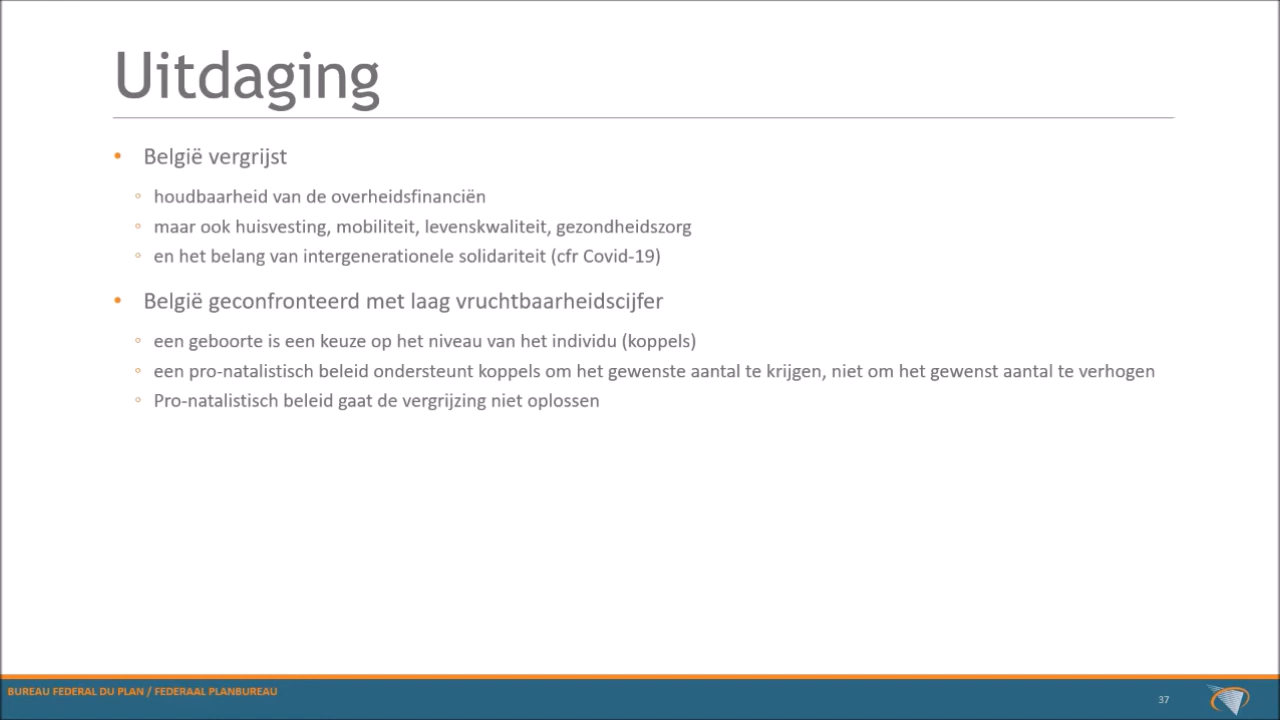 Uitdaging
• België vergrijst
◦ houdbaarheid van de overheidsfinanciën
◦ maar ook huisvesting, mobiliteit, levenskwaliteit, gezondheidszorg
◦ en het belang van intergenerationele solidariteit (cfr Covid-19)
• België geconfronteerd met laag vruchtbaarheidscijfer
◦ een geboorte is een keuze op het niveau van het individu (koppels)
◦ een pro-natalistisch beleid ondersteunt koppels om het gewenste aantal te krijgen, niet om het gewenst aantal te verhogen
◦ Pro-natalistisch beleid gaat de vergrijzing niet oplossen
BUREAU FEDERAL DU PLAN / FEDERAAL PLANBUREAU
37